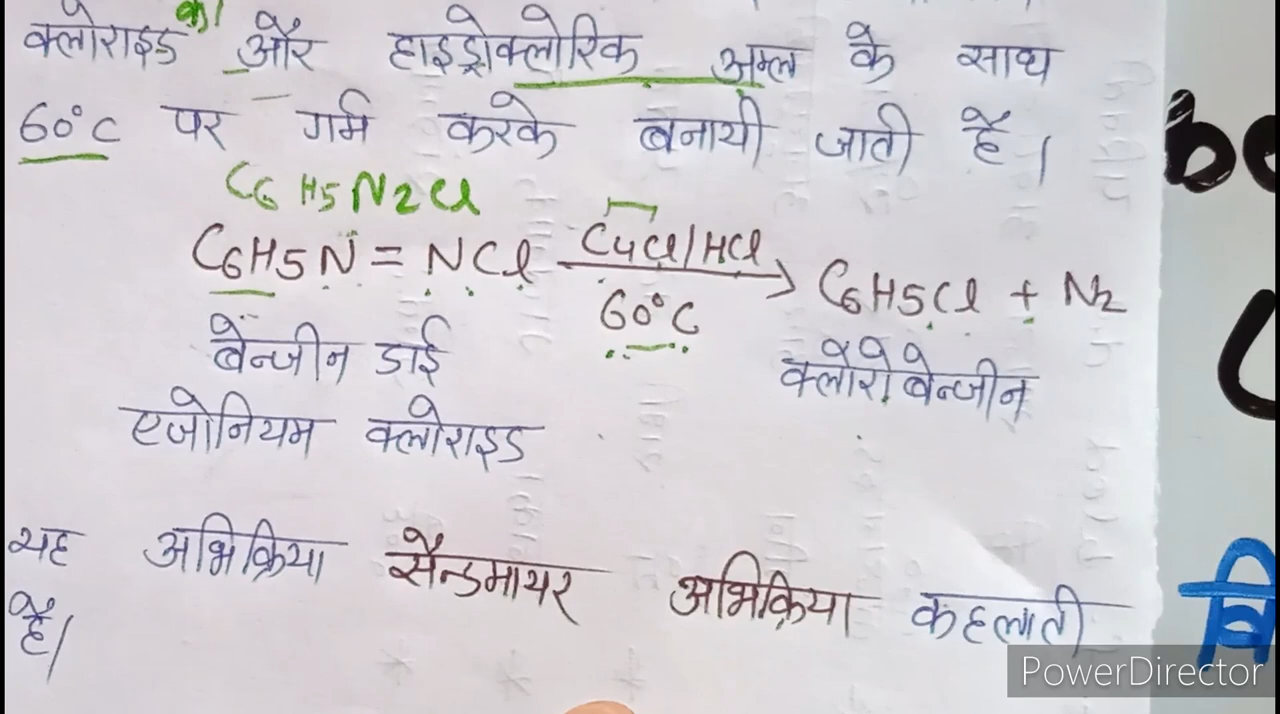 क्लोराइड का और हाइड्रोक्लोरिक अम्ल के साथ
60°C पर गर्म करके बनायी जाती है।
C6H5N2Cl
C6H5N=NCl CuCl/HCl 60°C C6H5Cl + N2
बेन्जीन डाई क्लोरो बेन्जीन
एजोनियम क्लोराइड
यह अभिक्रिया सैन्डमायर अभिक्रिया कहलाती
है।
PowerDirector